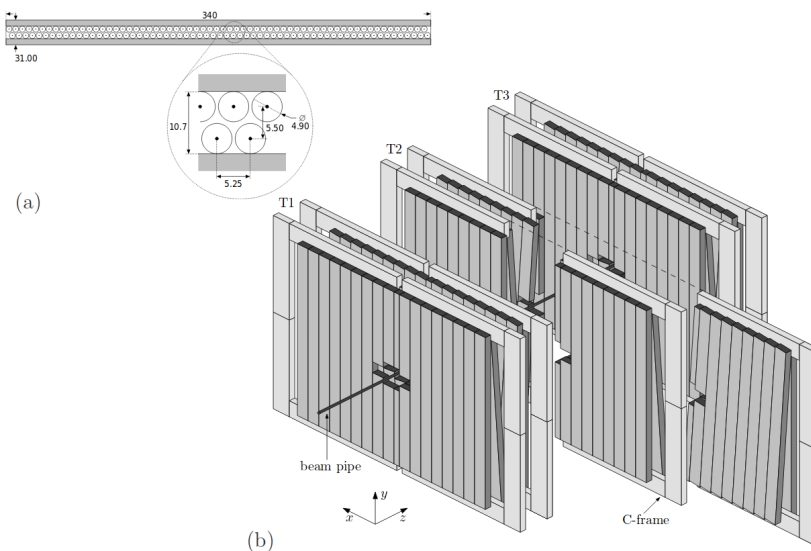 340
31.00
10.7
5.50
∅
4.90
5.25
(a)
T3
T2
T1
beam pipe
y
x
z
C-frame
(b)